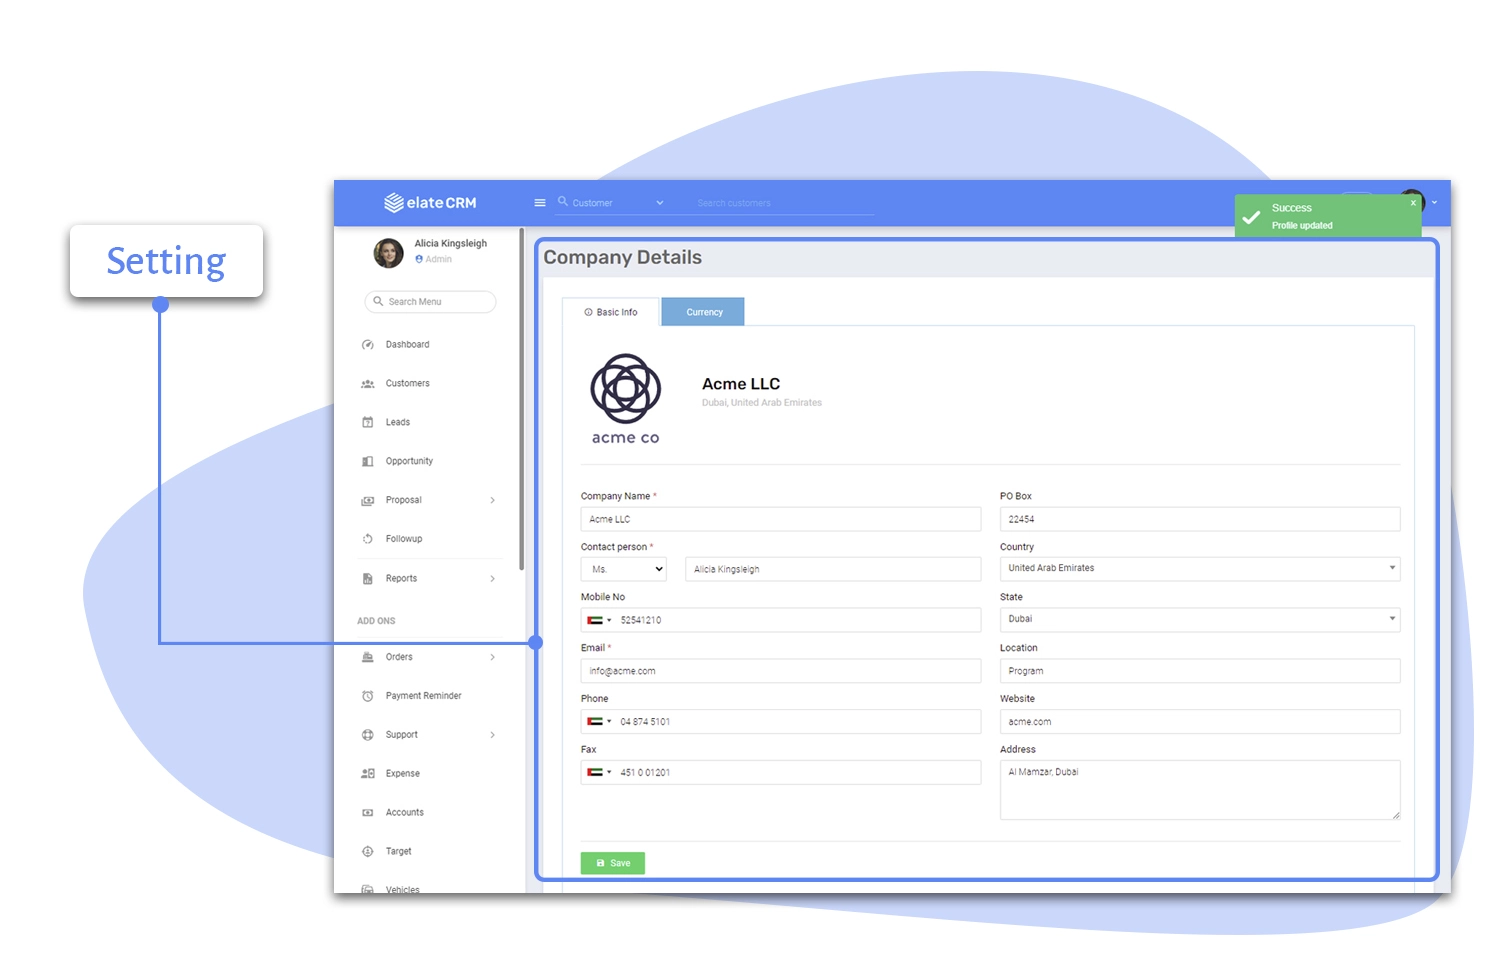 Setting
elateCRM
Customer
Search customers
Success
Profile updated
x
Alicia Kingsleigh
Admin
Search Menu
Dashboard
Customers
Leads
Opportunity
Proposal
Followup
Reports
ADD ONS
Orders
Payment Reminder
Support
Expense
Accounts
Target
Vehicles
Company Details
Basic Info
Currency
acme co
Acme LLC
Dubai, United Arab Emirates
Company Name *
Acme LLC
PO Box
22454
Contact person *
Ms.
Alicia Kingsleigh
Country
United Arab Emirates
Mobile No
52541210
State
Dubai
Email *
info@acme.com
Location
Program
Phone
04 874 5101
Website
acme.com
Fax
451 0 01201
Address
Al Mamzar, Dubai
Save